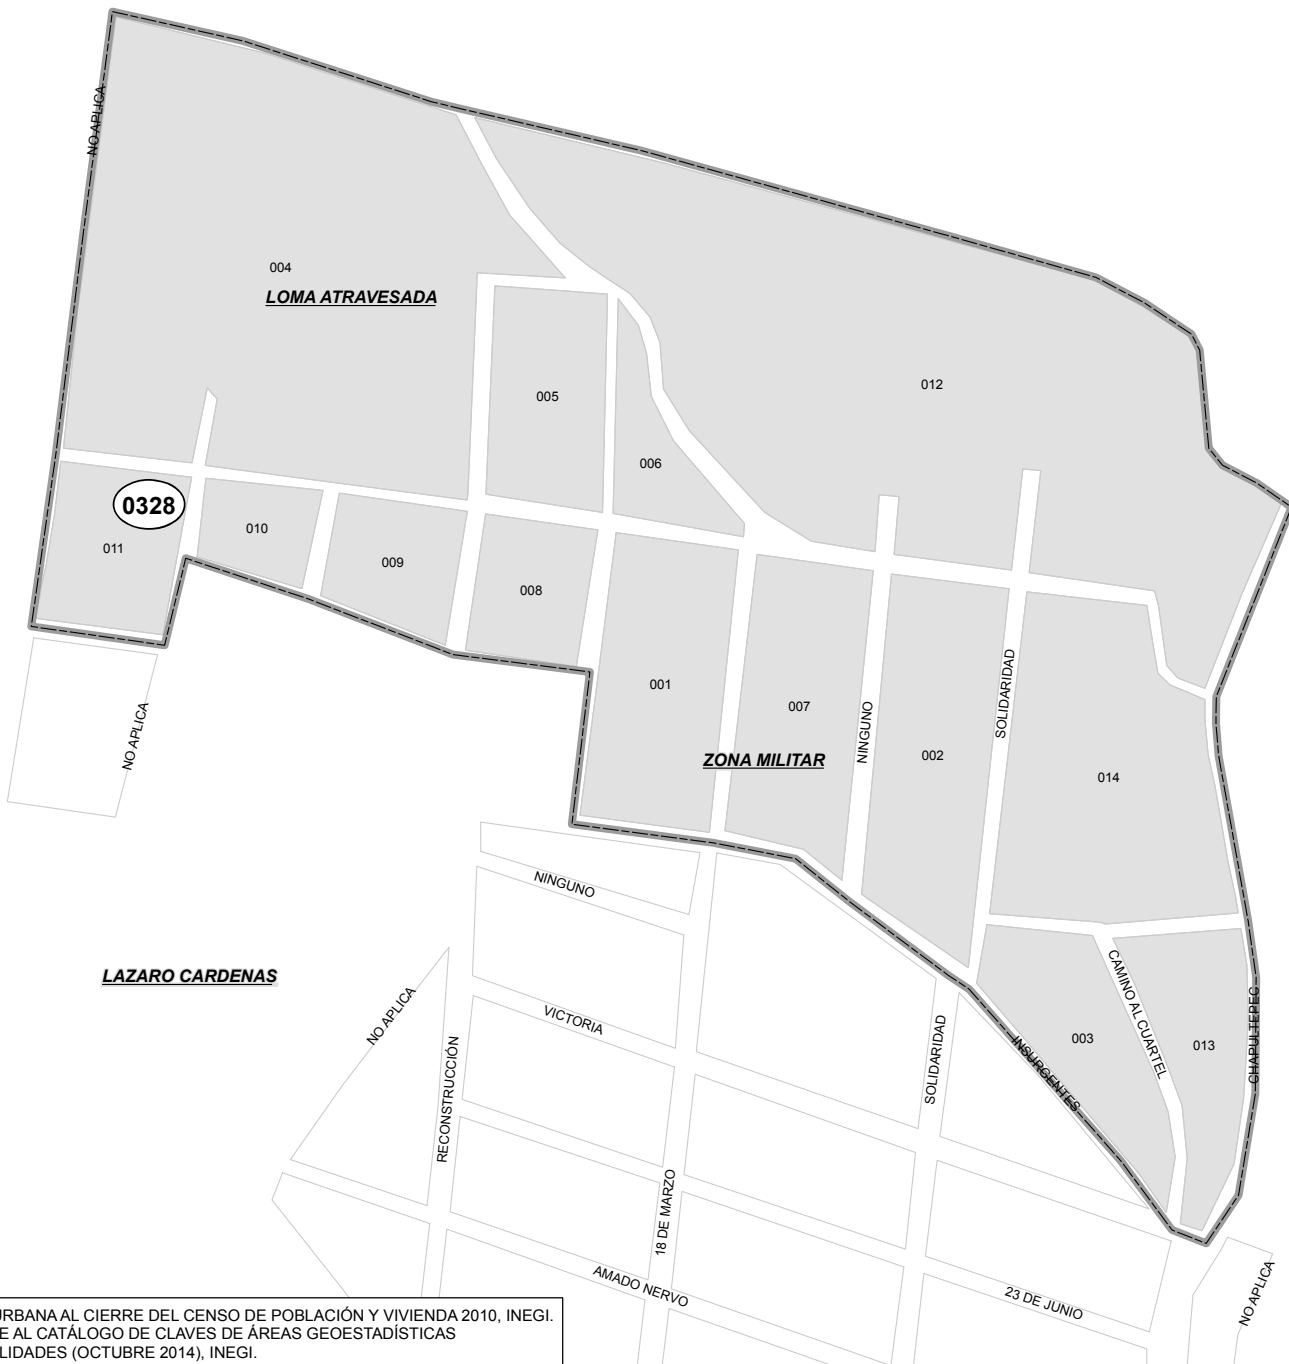 NO APLICA
004
LOMA ATRAVESADA
012
005
006
0328
010
011
009
008
001
007
ZONA MILITAR
NINGUNO
002
SOLIDARIDAD
014
NO APLICA
NINGUNO
LAZARO CARDENAS
NO APLICA
VICTORIA
RECONSTRUCCIÓN
SOLIDARIDAD
INSURGENTES
003
CAMINO AL CUARTEL
013
CHAPULTEPEC
18 DE MARZO
AMADO NERVO
23 DE JUNIO
NO APLICA
URBANA AL CIERRE DEL CENSO DE POBLACIÓN Y VIVIENDA 2010, INEGI.
E AL CATÁLOGO DE CLAVES DE ÁREAS GEOESTADÍSTICAS
LIDADES (OCTUBRE 2014), INEGI.